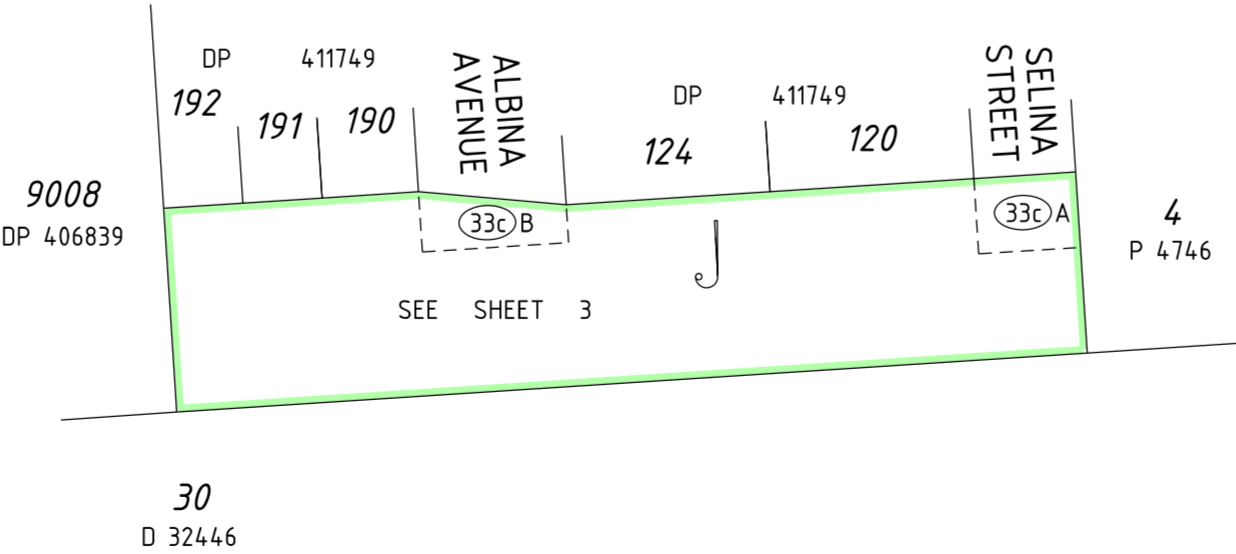 DP 411749
192 191 190
ALBINA
AVENUE
DP 411749
124 120
SELINA
STREET
9008
DP 406839
33c B
33c A
4
P 4746
J
SEE SHEET 3
30
D 32446